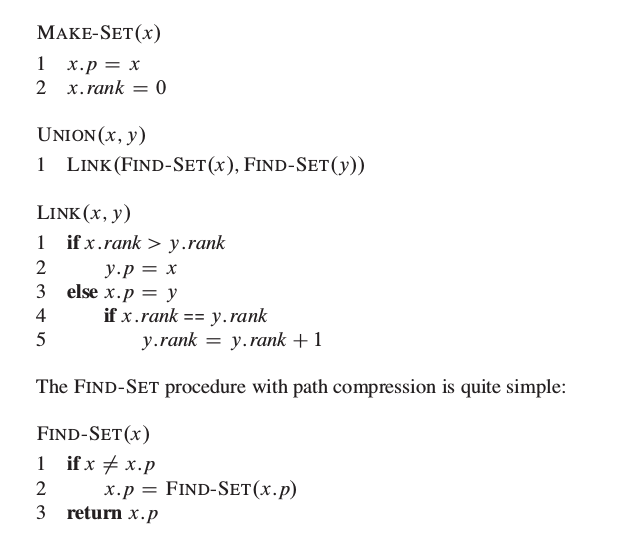 MAKE-SET(x)
1 x.p = x
2 x.rank = 0
UNION(x, y)
1 LINK(FIND-SET(x), FIND-SET(y))
LINK(x, y)
1 if x.rank > y.rank
2 y.p = x
3 else x.p = y
4 if x.rank == y.rank
5 y.rank = y.rank + 1
The FIND-SET procedure with path compression is quite simple:
FIND-SET(x)
1 if x ≠ x.p
2 x.p = FIND-SET(x.p)
3 return x.p